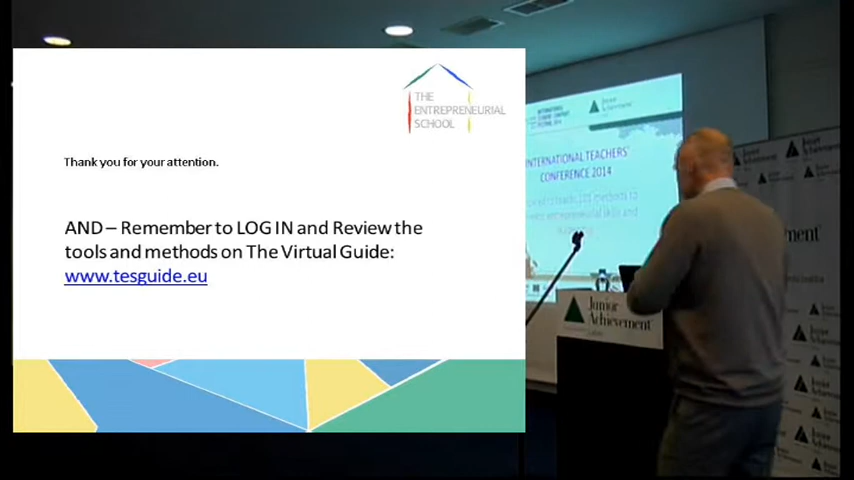 THE
ENTREPRENEURIAL
SCHOOL
Thank you for your attention.
AND – Remember to LOG IN and Review the
tools and methods on The Virtual Guide:
www.tesguide.eu
INTERNATIONAL TEACHERS'
CONFERENCE 2014
Junior
Achievement